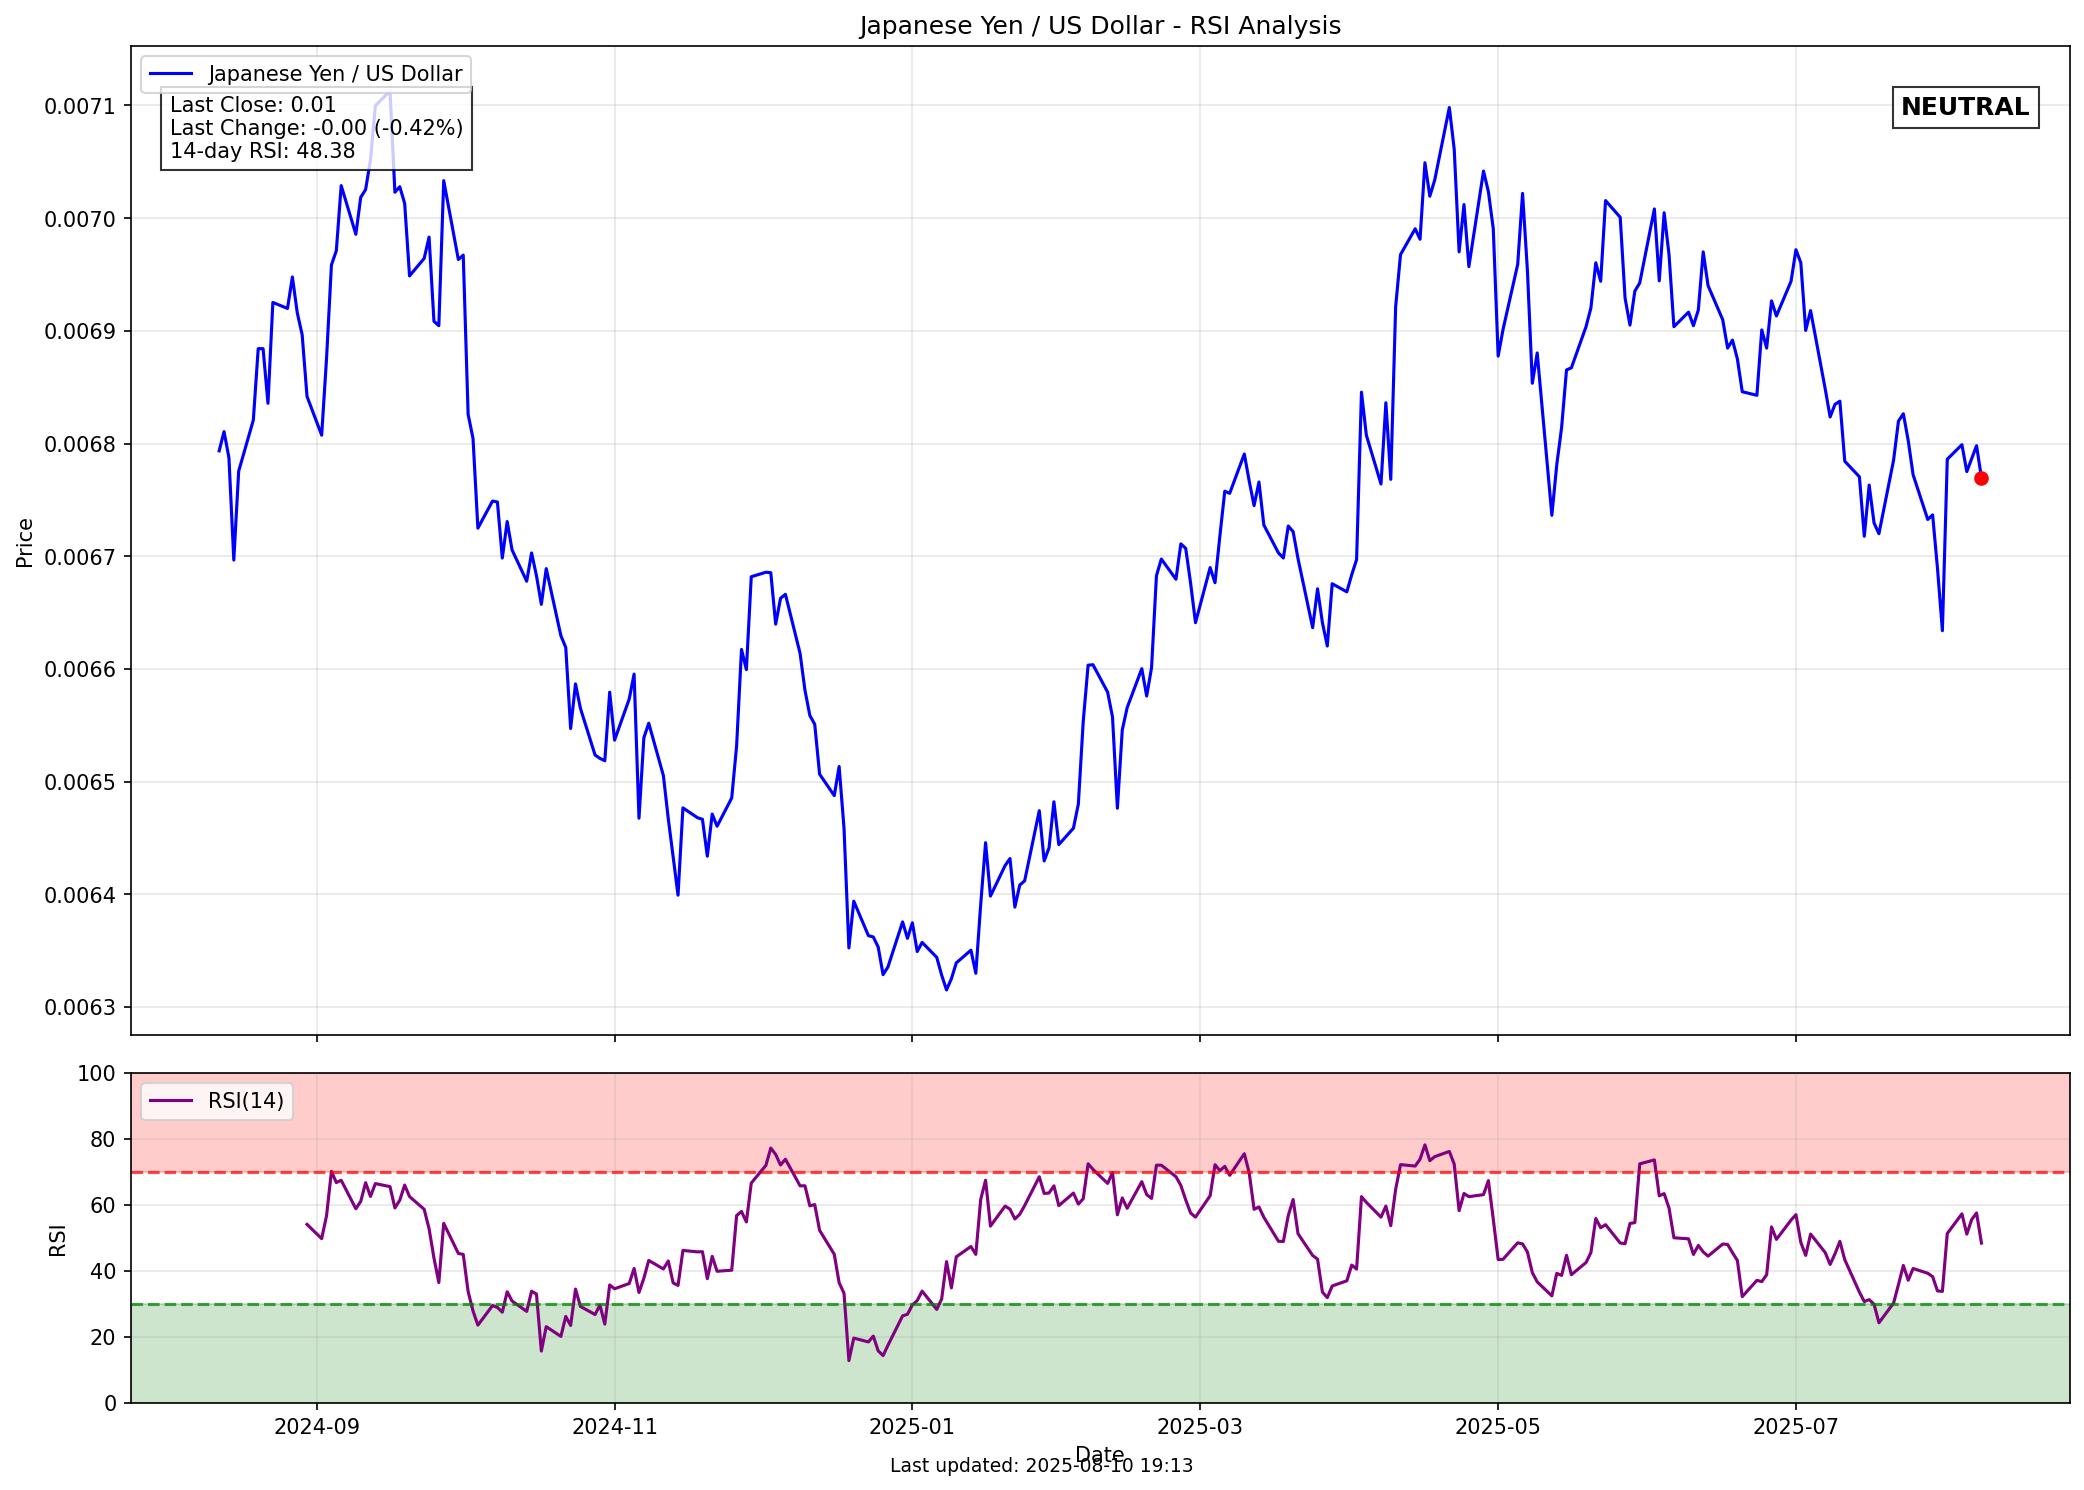 Japanese Yen / US Dollar - RSI Analysis
Japanese Yen / US Dollar
Last Close: 0.01
Last Change: -0.00 (-0.42%)
14-day RSI: 48.38
NEUTRAL
Price
0.0071
0.0070
0.0069
0.0068
0.0067
0.0066
0.0065
0.0064
0.0063
RSI(14)
RSI
100
80
60
40
20
0
2024-09 2024-11 2025-01 2025-03 2025-05 2025-07
Date
Last updated: 2025-08-10 19:13